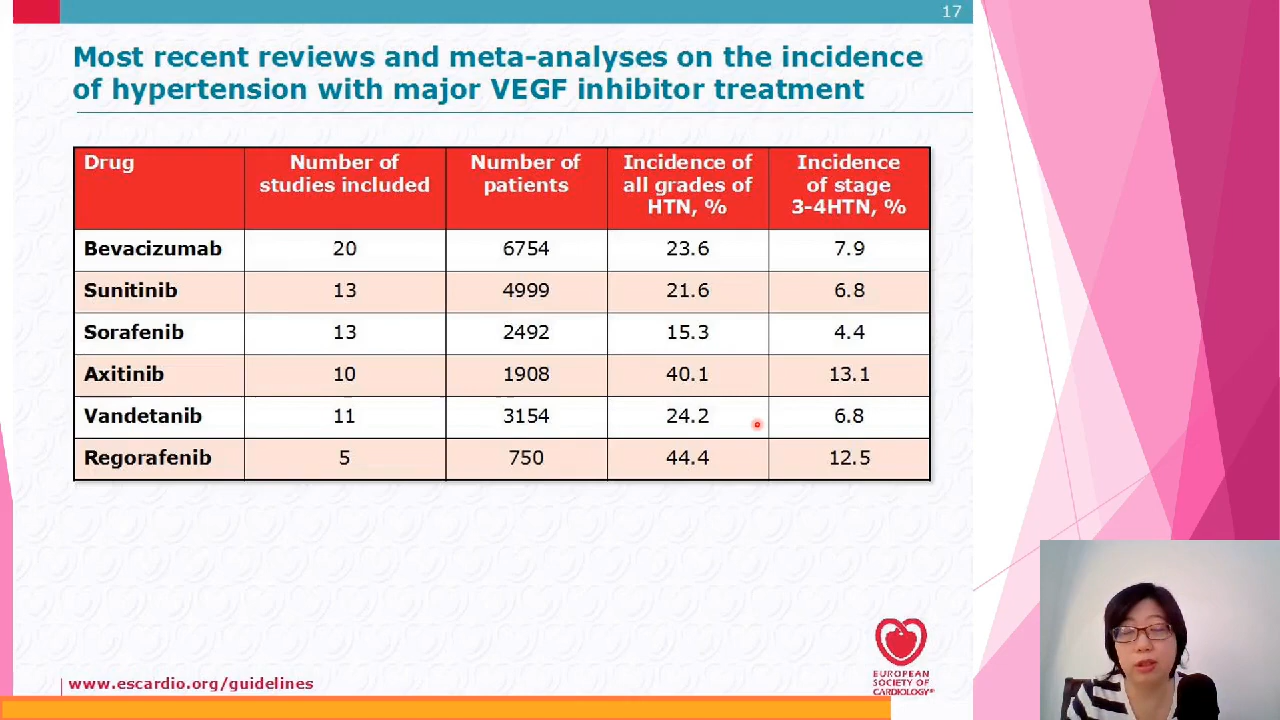 17
Most recent reviews and meta-analyses on the incidence
of hypertension with major VEGF inhibitor treatment
Drug Number of studies included Number of patients Incidence of all grades of HTN, % Incidence of stage 3-4HTN, %
Bevacizumab 20 6754 23.6 7.9
Sunitinib 13 4999 21.6 6.8
Sorafenib 13 2492 15.3 4.4
Axitinib 10 1908 40.1 13.1
Vandetanib 11 3154 24.2 6.8
Regorafenib 5 750 44.4 12.5
www.escardio.org/guidelines
EUROPEAN
SOCIETY OF
CARDIOLOGY®